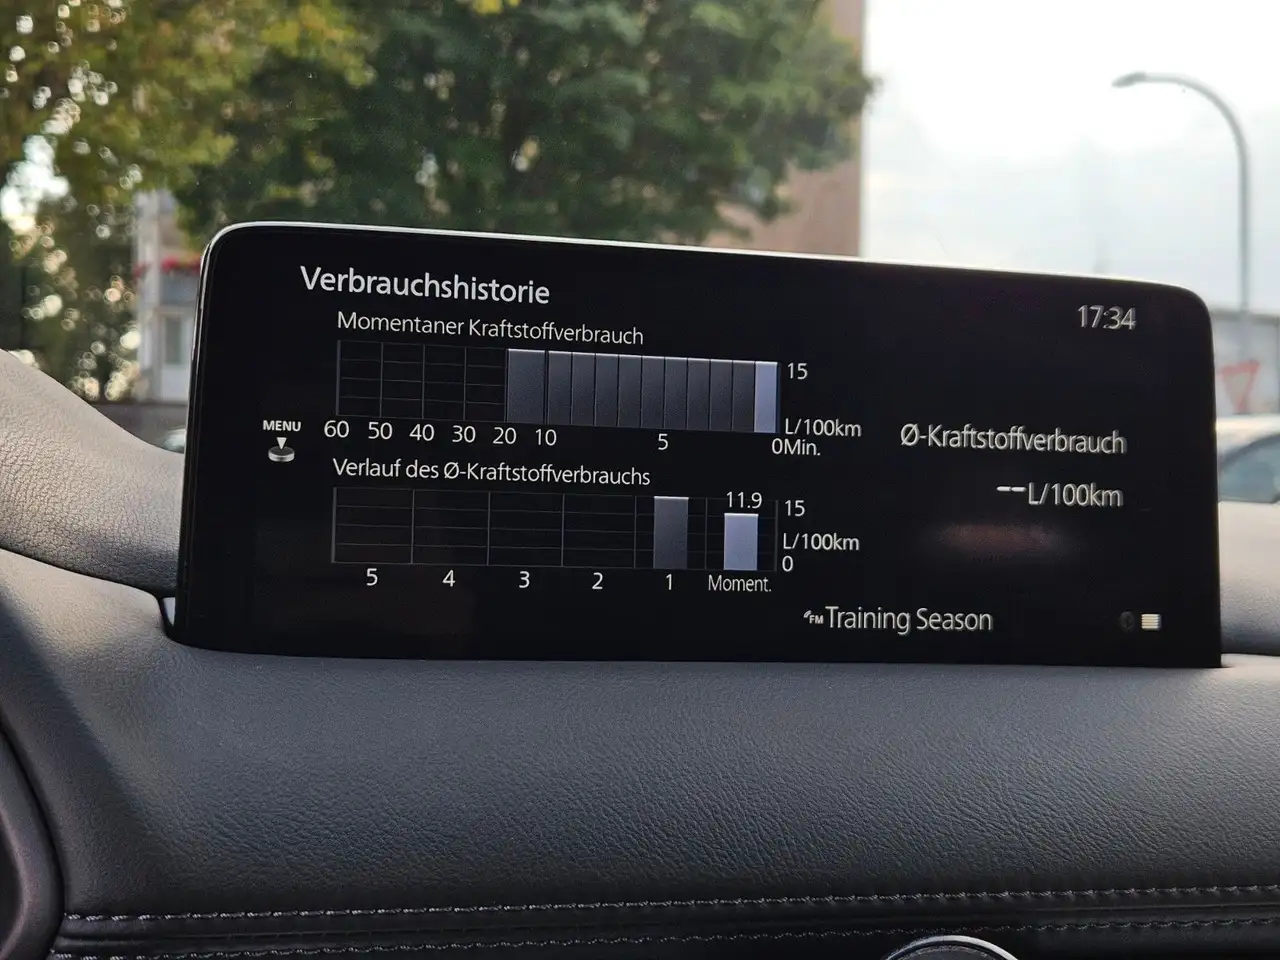 Verbrauchshistorie
17:34
Momentaner Kraftstoffverbrauch
15
L/100km
MENU
60 50 40 30 20 10 5 0Min.
Ø-Kraftstoffverbrauch
--L/100km
Verlauf des Ø-Kraftstoffverbrauchs
11.9
15
L/100km
0
5 4 3 2 1 Moment.
FM Training Season